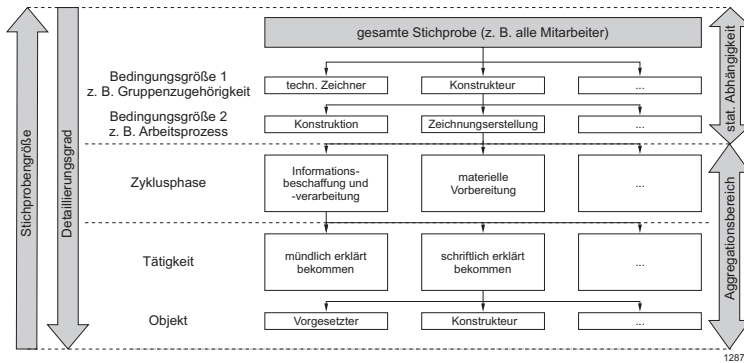 Stichprobengröße
Detaillierungsgrad
gesamte Stichprobe (z. B. alle Mitarbeiter)
Bedingungsgröße 1
z. B. Gruppenzugehörigkeit
techn. Zeichner
Konstrukteur
...
Bedingungsgröße 2
z. B. Arbeitsprozess
Konstruktion
Zeichnungserstellung
...
stat. Abhängigkeit
Zyklusphase
Informations-
beschaffung und
-verarbeitung
materielle
Vorbereitung
...
Tätigkeit
mündlich erklärt
bekommen
schriftlich erklärt
bekommen
...
Objekt
Vorgesetzter
Konstrukteur
...
Aggregationsbereich
1287